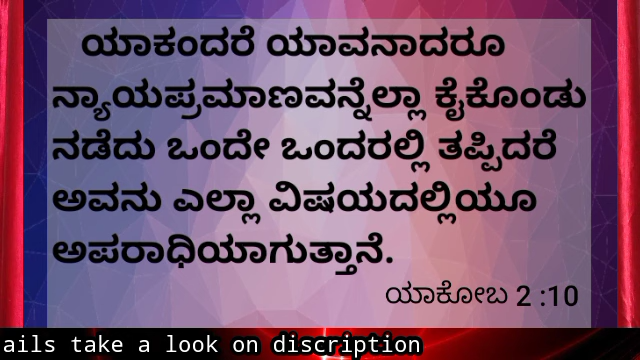 ಯಾಕಂದರೆ ಯಾವನಾದರೂ
ನ್ಯಾಯಪ್ರಮಾಣವನ್ನೆಲ್ಲಾ ಕೈಕೊಂಡು
ನಡೆದು ಒಂದೇ ಒಂದರಲ್ಲಿ ತಪ್ಪಿದರೆ
ಅವನು ಎಲ್ಲಾ ವಿಷಯದಲ್ಲಿಯೂ
ಅಪರಾಧಿಯಾಗುತ್ತಾನೆ.
ಯಾಕೋಬ 2 :10
ails take a look on discription